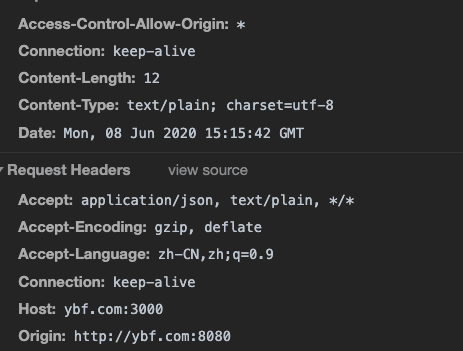 Access-Control-Allow-Origin: *
Connection: keep-alive
Content-Length: 12
Content-Type: text/plain; charset=utf-8
Date: Mon, 08 Jun 2020 15:15:42 GMT
Request Headers view source
Accept: application/json, text/plain, */*
Accept-Encoding: gzip, deflate
Accept-Language: zh-CN,zh;q=0.9
Connection: keep-alive
Host: ybf.com:3000
Origin: http://ybf.com:8080